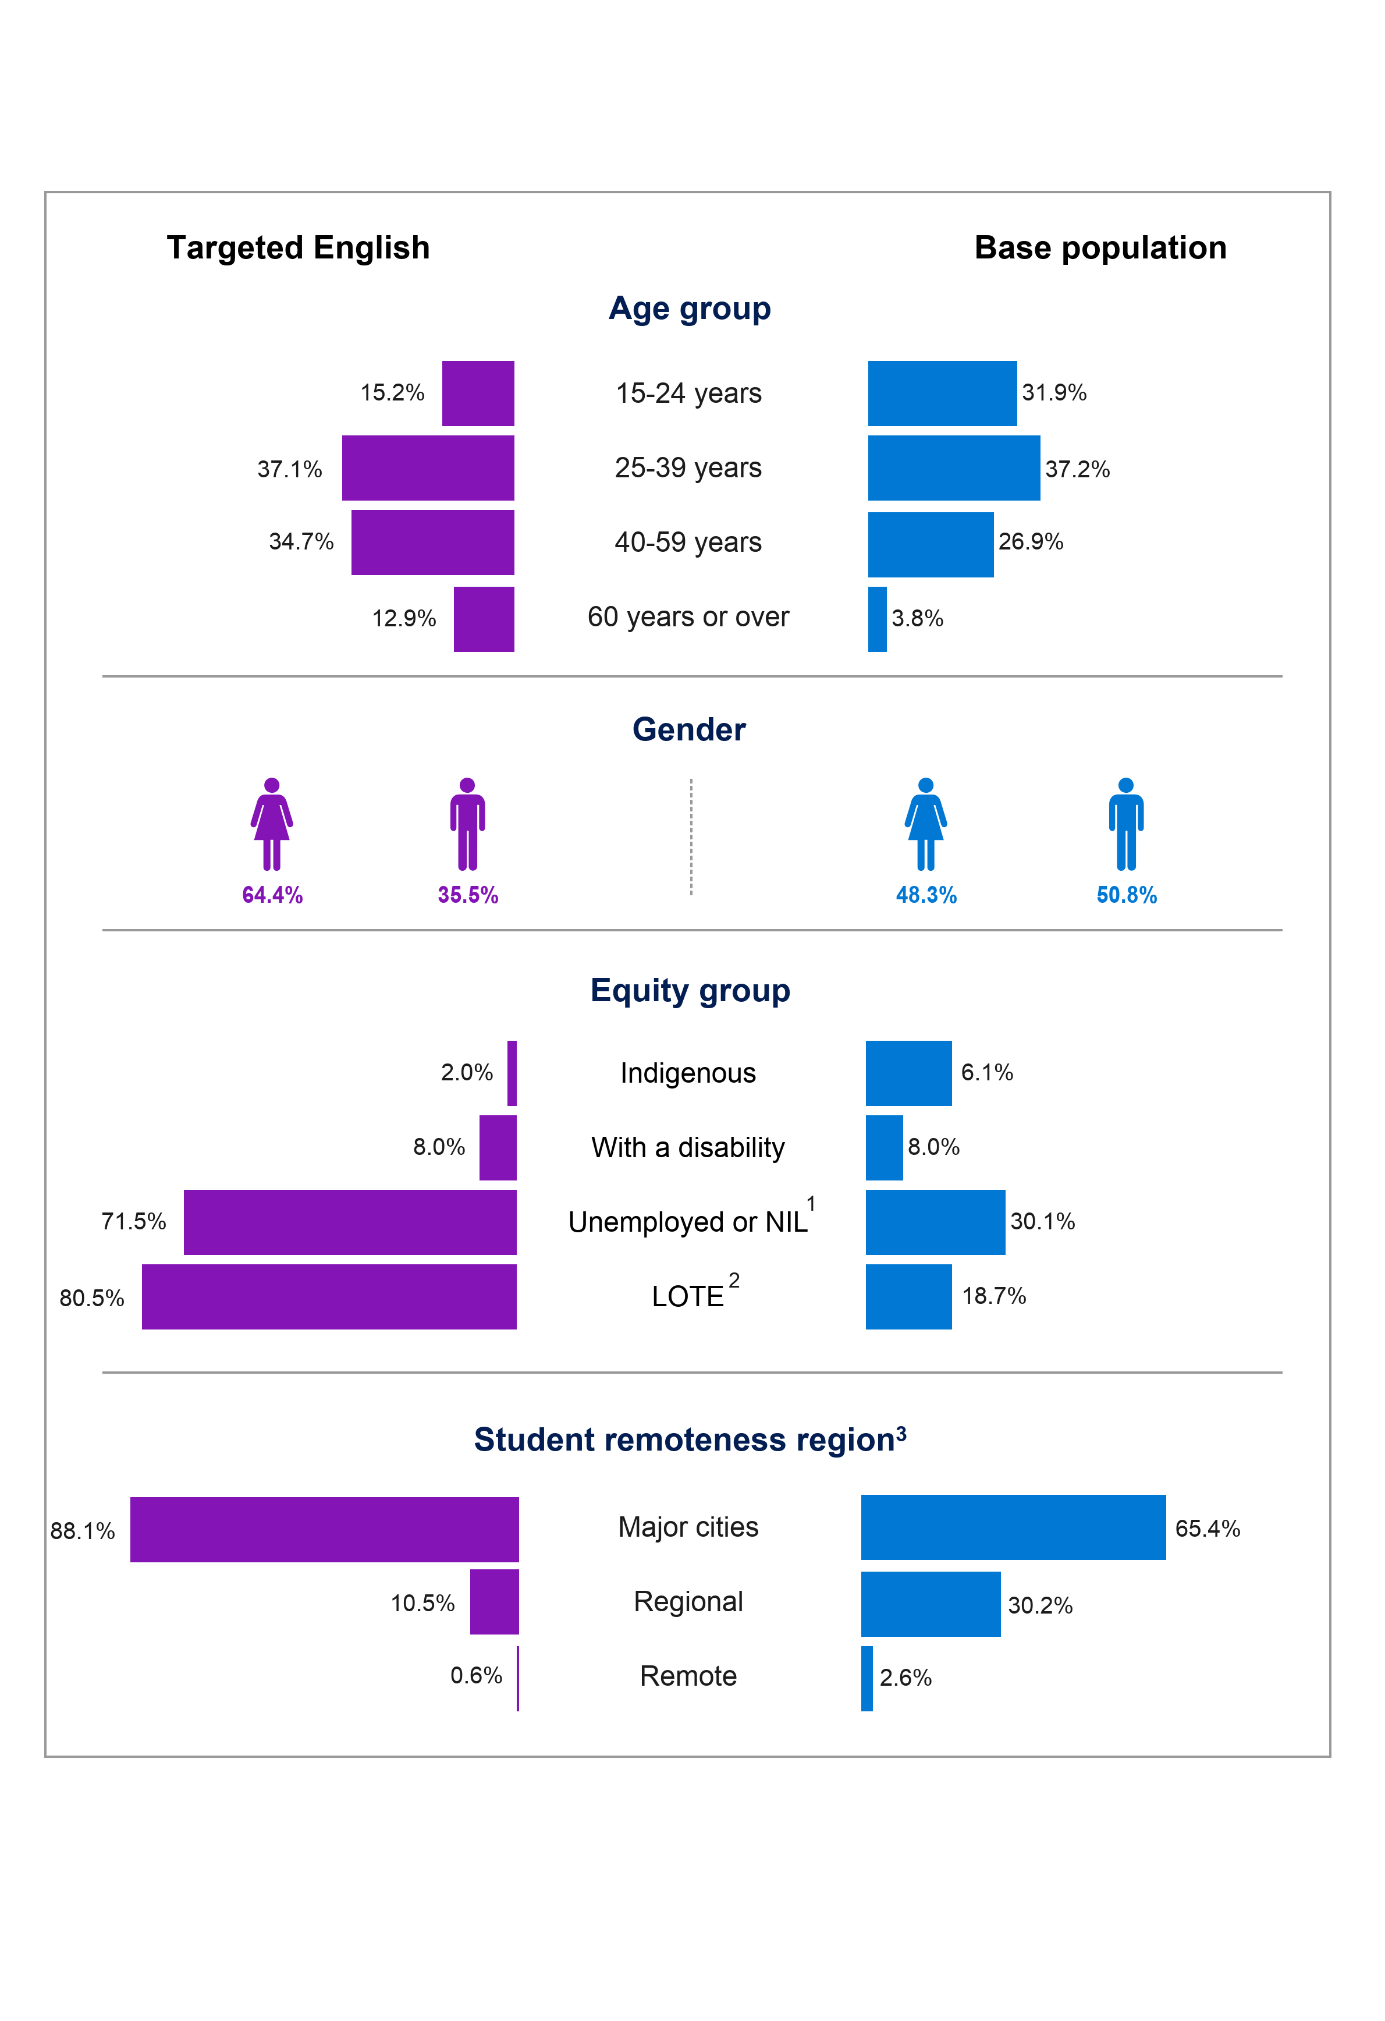 Targeted English Base population
Age group
15.2% 15-24 years 31.9%
37.1% 25-39 years 37.2%
34.7% 40-59 years 26.9%
12.9% 60 years or over 3.8%
Gender
64.4% 35.5% 48.3% 50.8%
Equity group
2.0% Indigenous 6.1%
8.0% With a disability 8.0%
71.5% Unemployed or NIL1 30.1%
80.5% LOTE 2 18.7%
Student remoteness region³
88.1% Major cities 65.4%
10.5% Regional 30.2%
0.6% Remote 2.6%